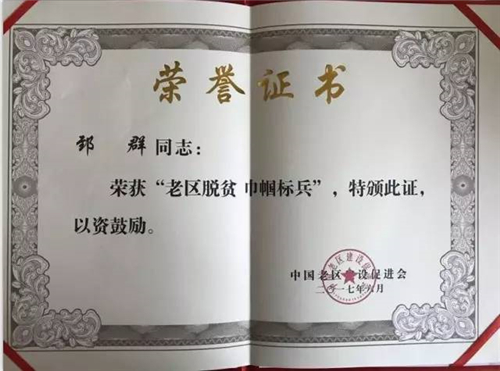 荣誉证书
群 同志：
荣获“老区脱贫 巾帼标兵”，特颁此证，
以资鼓励。
中国老区建设促进会
二〇一七年六月